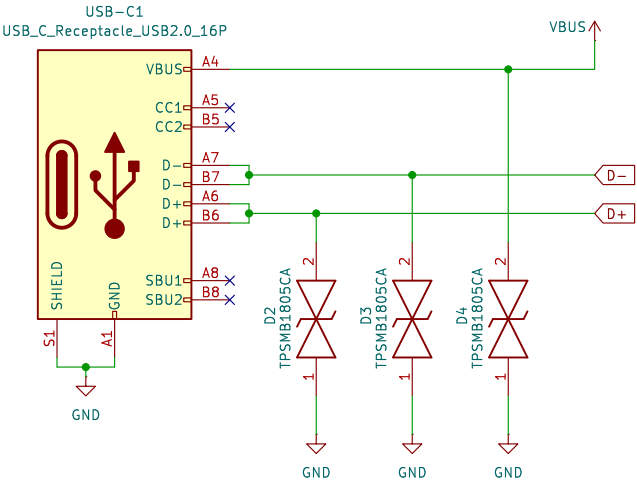 USB-C1
USB_C_Receptacle_USB2.0_16P
VBUS
VBUS A4
CC1 A5
CC2 B5
D- A7
D- B7
D+ A6
D+ B6
SBU1 A8
SBU2 B8
SHIELD
GND
S1
A1
GND
D-
D+
2
D2
TPSMB1805CA
1
GND
2
D3
TPSMB1805CA
1
GND
2
D4
TPSMB1805CA
1
GND